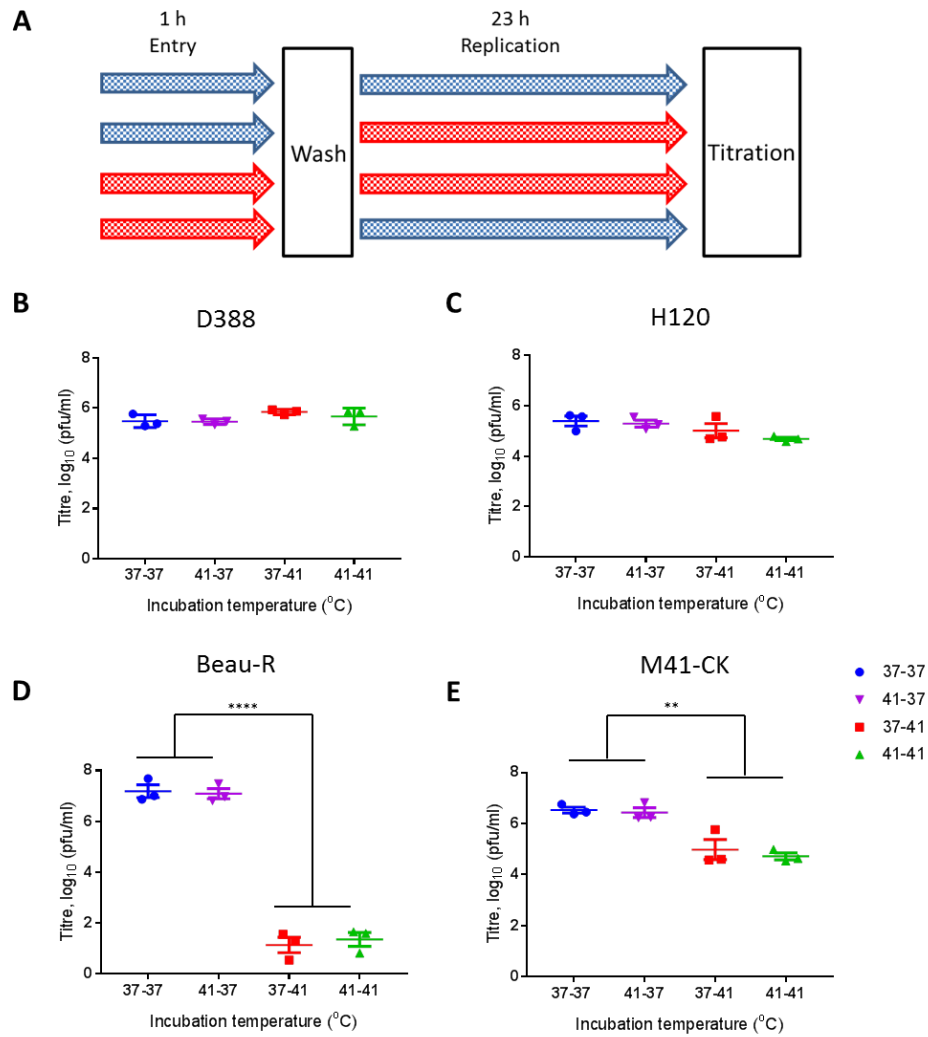 A
1 h
Entry
23 h
Replication
Wash
Titration
B
D388
Titre, log10 (pfu/ml)
8
6
4
2
0
37-37 41-37 37-41 41-41
Incubation temperature (°C)
C
H120
Titre, log10 (pfu/ml)
8
6
4
2
0
37-37 41-37 37-41 41-41
Incubation temperature (°C)
D
Beau-R
****
Titre, log10 (pfu/ml)
8
6
4
2
0
37-37 41-37 37-41 41-41
Incubation temperature (°C)
E
M41-CK
**
Titre, log10 (pfu/ml)
8
6
4
2
0
37-37 41-37 37-41 41-41
Incubation temperature (°C)
37-37
41-37
37-41
41-41